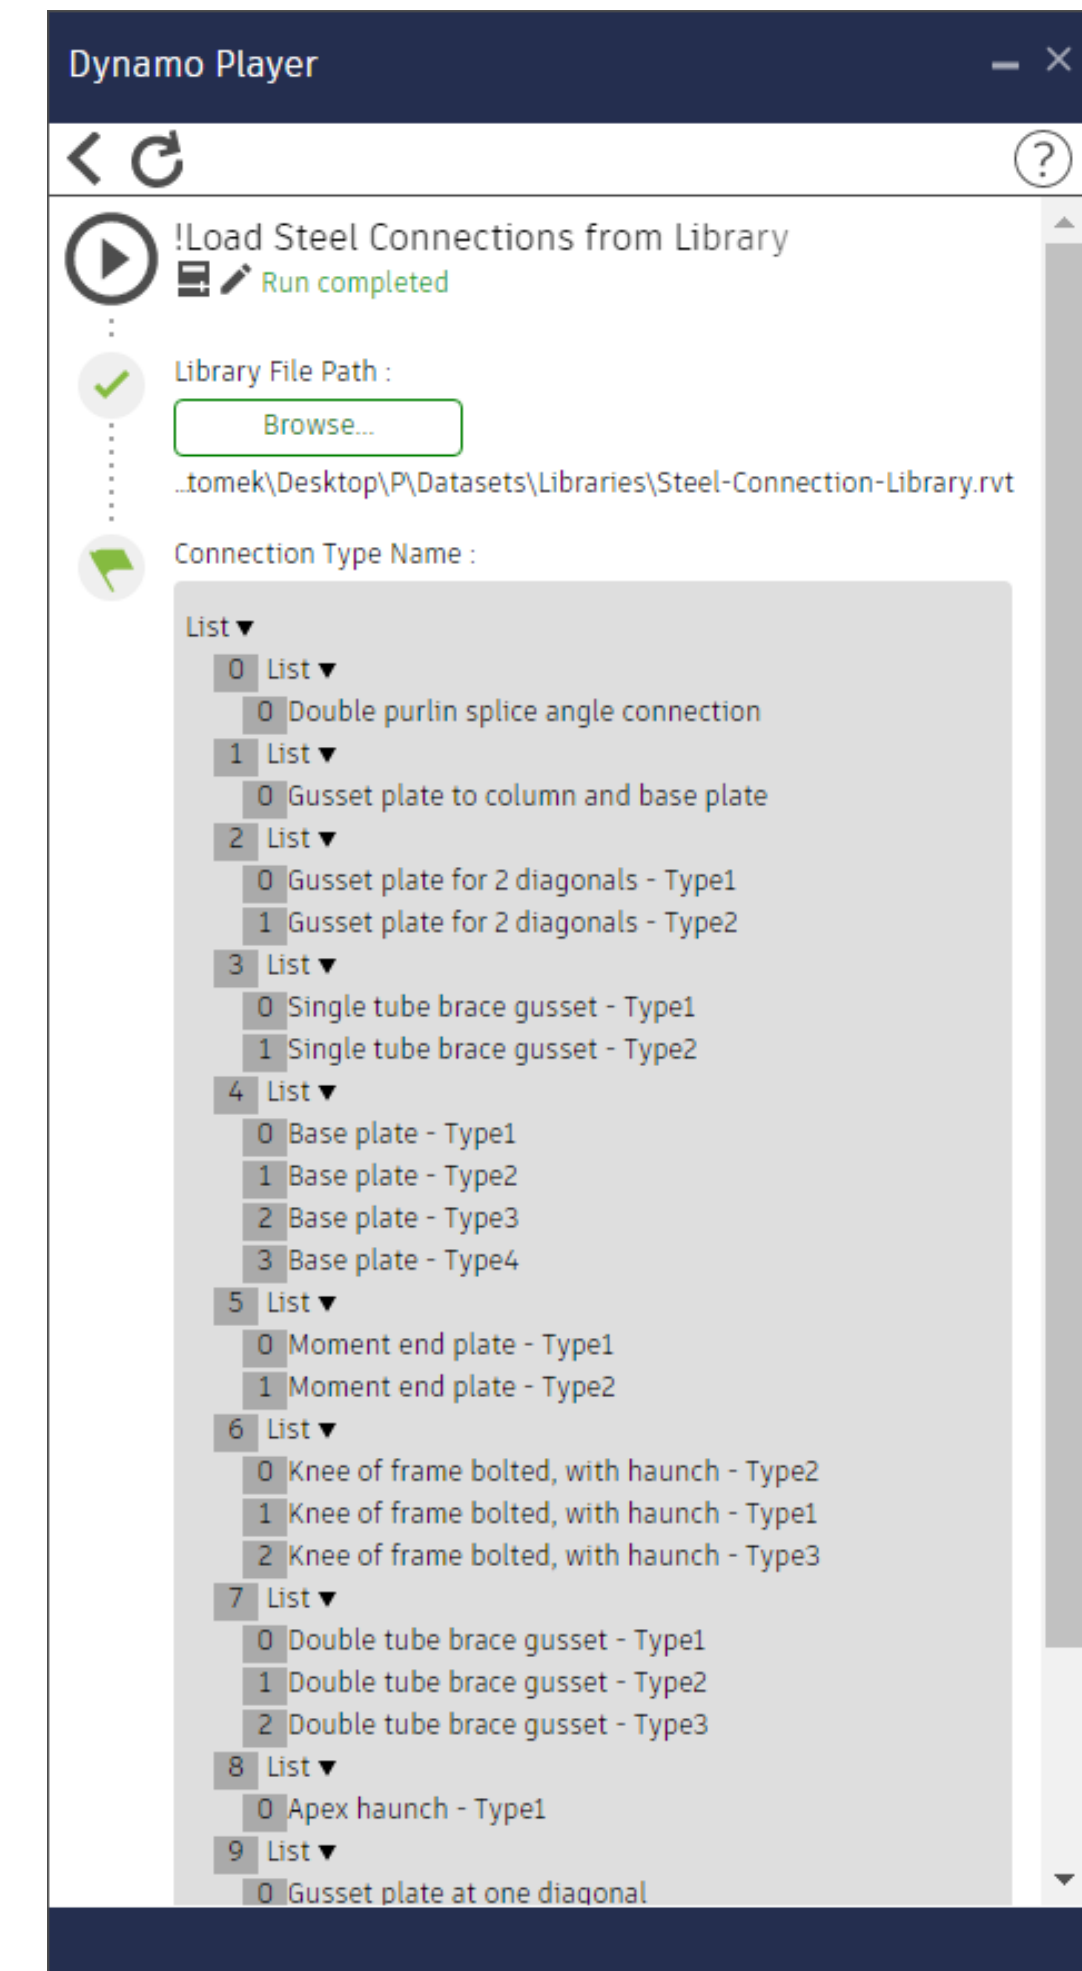 Dynamo Player
!Load Steel Connections from Library
Run completed
Library File Path :
Browse...
...tomek\Desktop\P\Datasets\Libraries\Steel-Connection-Library.rvt
Connection Type Name :
List ▼
0 List ▼
0 Double purlin splice angle connection
1 List ▼
0 Gusset plate to column and base plate
2 List ▼
0 Gusset plate for 2 diagonals - Type1
1 Gusset plate for 2 diagonals - Type2
3 List ▼
0 Single tube brace gusset - Type1
1 Single tube brace gusset - Type2
4 List ▼
0 Base plate - Type1
1 Base plate - Type2
2 Base plate - Type3
3 Base plate - Type4
5 List ▼
0 Moment end plate - Type1
1 Moment end plate - Type2
6 List ▼
0 Knee of frame bolted, with haunch - Type2
1 Knee of frame bolted, with haunch - Type1
2 Knee of frame bolted, with haunch - Type3
7 List ▼
0 Double tube brace gusset - Type1
1 Double tube brace gusset - Type2
2 Double tube brace gusset - Type3
8 List ▼
0 Apex haunch - Type1
9 List ▼
0 Gusset plate at one diagonal